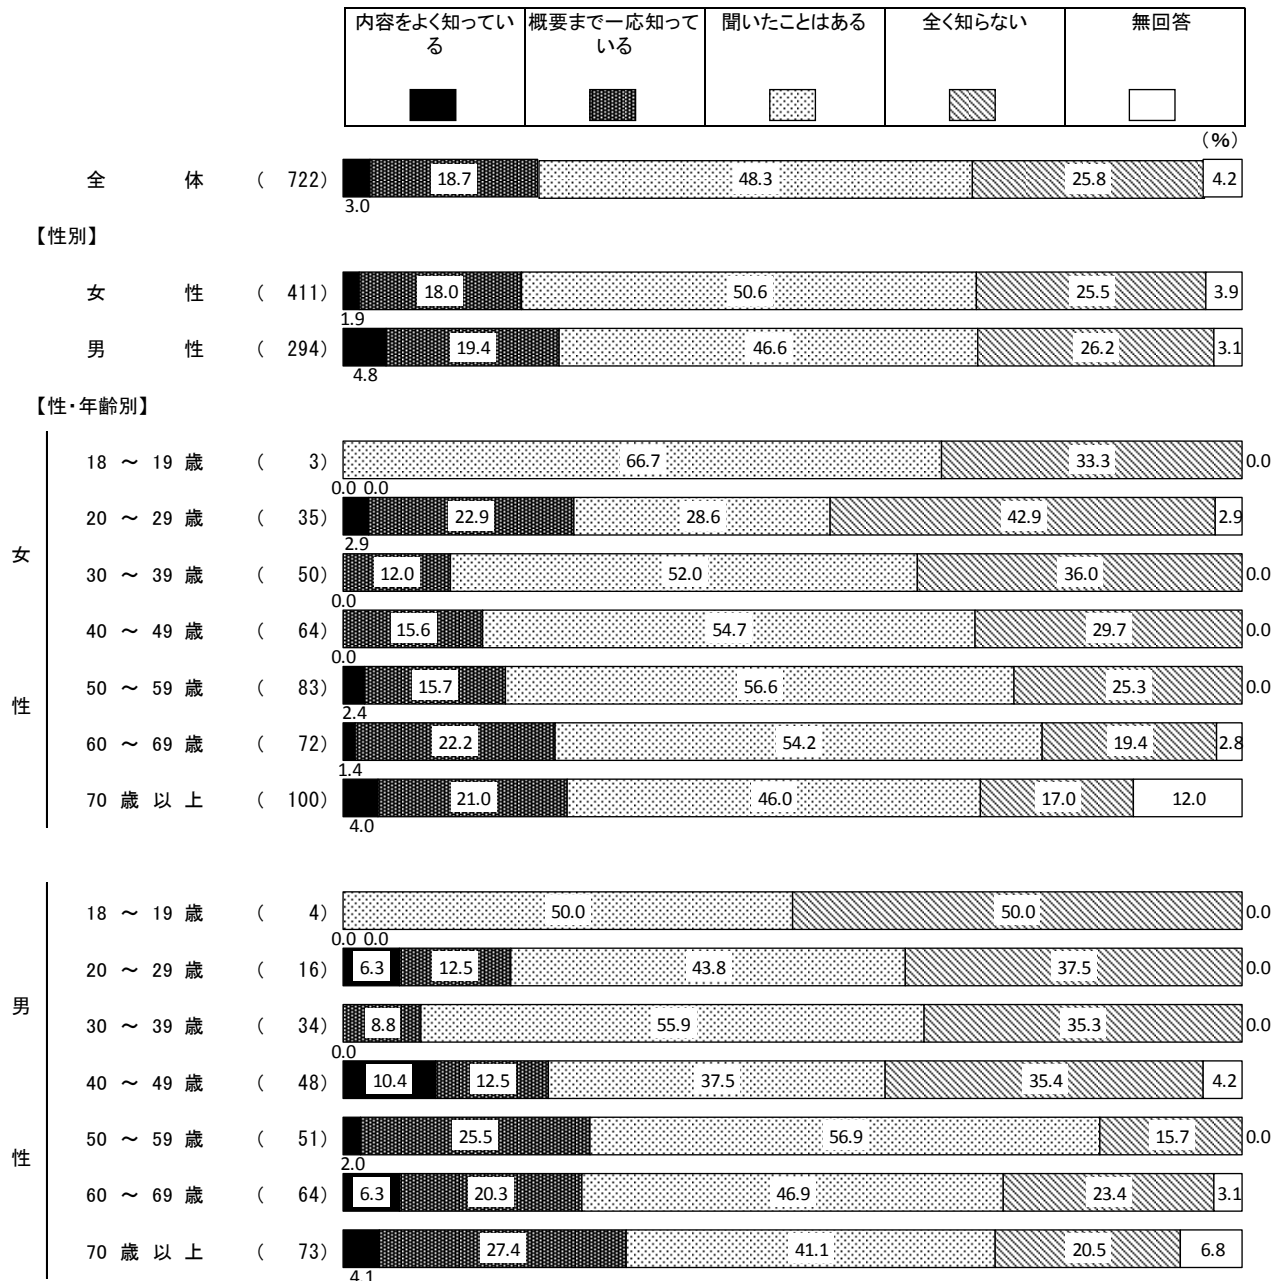 内容をよく知ってい
る
概要まで一応知って
いる
聞いたことはある
全く知らない
無回答
(%)
全 体 ( 722) 18.7 48.3 25.8 4.2
3.0
【性別】
女 性 ( 411) 18.0 50.6 25.5 3.9
1.9
男 性 ( 294) 19.4 46.6 26.2 3.1
4.8
【性・年齢別】
女 性
18 ～ 19 歳 ( 3) 66.7 33.3 0.0
0.0 0.0
20 ～ 29 歳 ( 35) 22.9 28.6 42.9 2.9
2.9
30 ～ 39 歳 ( 50) 12.0 52.0 36.0 0.0
0.0
40 ～ 49 歳 ( 64) 15.6 54.7 29.7 0.0
0.0
50 ～ 59 歳 ( 83) 15.7 56.6 25.3 0.0
2.4
60 ～ 69 歳 ( 72) 22.2 54.2 19.4 2.8
1.4
70 歳 以 上 ( 100) 21.0 46.0 17.0 12.0
4.0
男 性
18 ～ 19 歳 ( 4) 50.0 50.0 0.0
0.0 0.0
20 ～ 29 歳 ( 16) 6.3 12.5 43.8 37.5 0.0
30 ～ 39 歳 ( 34) 8.8 55.9 35.3 0.0
0.0
40 ～ 49 歳 ( 48) 10.4 12.5 37.5 35.4 4.2
50 ～ 59 歳 ( 51) 25.5 56.9 15.7 0.0
2.0
60 ～ 69 歳 ( 64) 6.3 20.3 46.9 23.4 3.1
70 歳 以 上 ( 73) 27.4 41.1 20.5 6.8
4.1